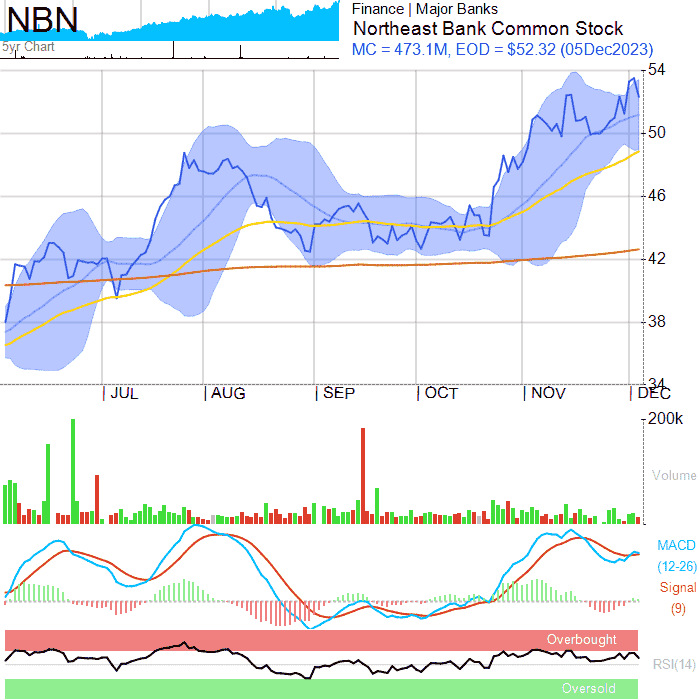 NBN
5yr Chart
Finance | Major Banks
Northeast Bank Common Stock
MC = 473.1M, EOD = $52.32 (05Dec2023)
54
50
46
42
38
34
JUL AUG SEP OCT NOV DEC
200k
Volume
MACD
(12-26)
Signal
(9)
Overbought
RSI(14)
Oversold